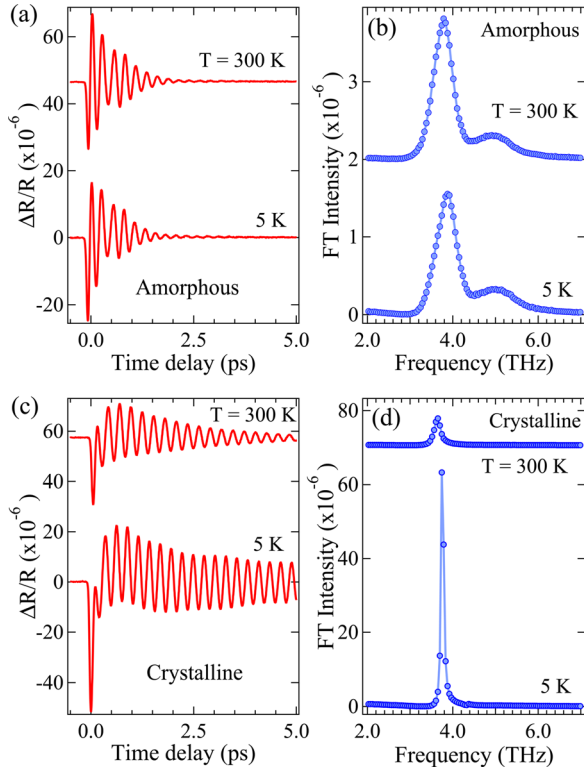 (a)
T = 300 K
5 K
Amorphous
ΔR/R (x10⁻⁶)
60
40
20
0
-20
0.0
2.5
5.0
Time delay (ps)
(b)
Amorphous
T = 300 K
5 K
FT Intensity (x10⁻⁶)
3
2
1
0
2.0
4.0
6.0
Frequency (THz)
(c)
T = 300 K
5 K
Crystalline
ΔR/R (x10⁻⁶)
60
40
20
0
-20
-40
0.0
2.5
5.0
Time delay (ps)
(d)
Crystalline
T = 300 K
5 K
FT Intensity (x10⁻⁶)
80
60
40
20
0
2.0
4.0
6.0
Frequency (THz)